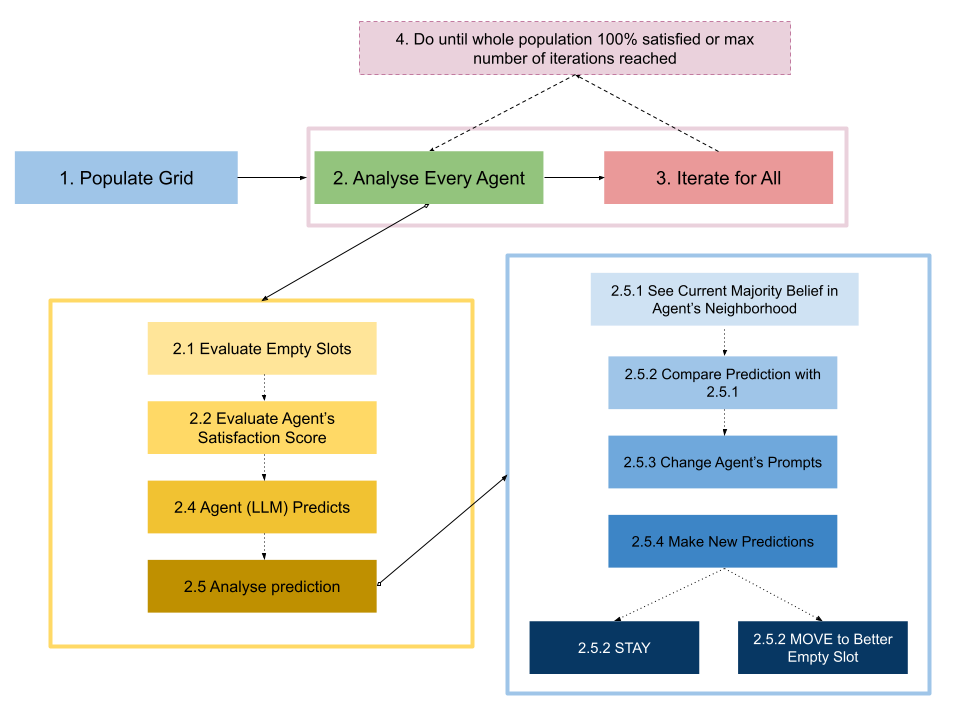 4. Do until whole population 100% satisfied or max
number of iterations reached
1. Populate Grid
2. Analyse Every Agent
3. Iterate for All
2.1 Evaluate Empty Slots
2.2 Evaluate Agent's
Satisfaction Score
2.4 Agent (LLM) Predicts
2.5 Analyse prediction
2.5.1 See Current Majority Belief in
Agent's Neighborhood
2.5.2 Compare Prediction with
2.5.1
2.5.3 Change Agent's Prompts
2.5.4 Make New Predictions
2.5.2 STAY
2.5.2 MOVE to Better
Empty Slot